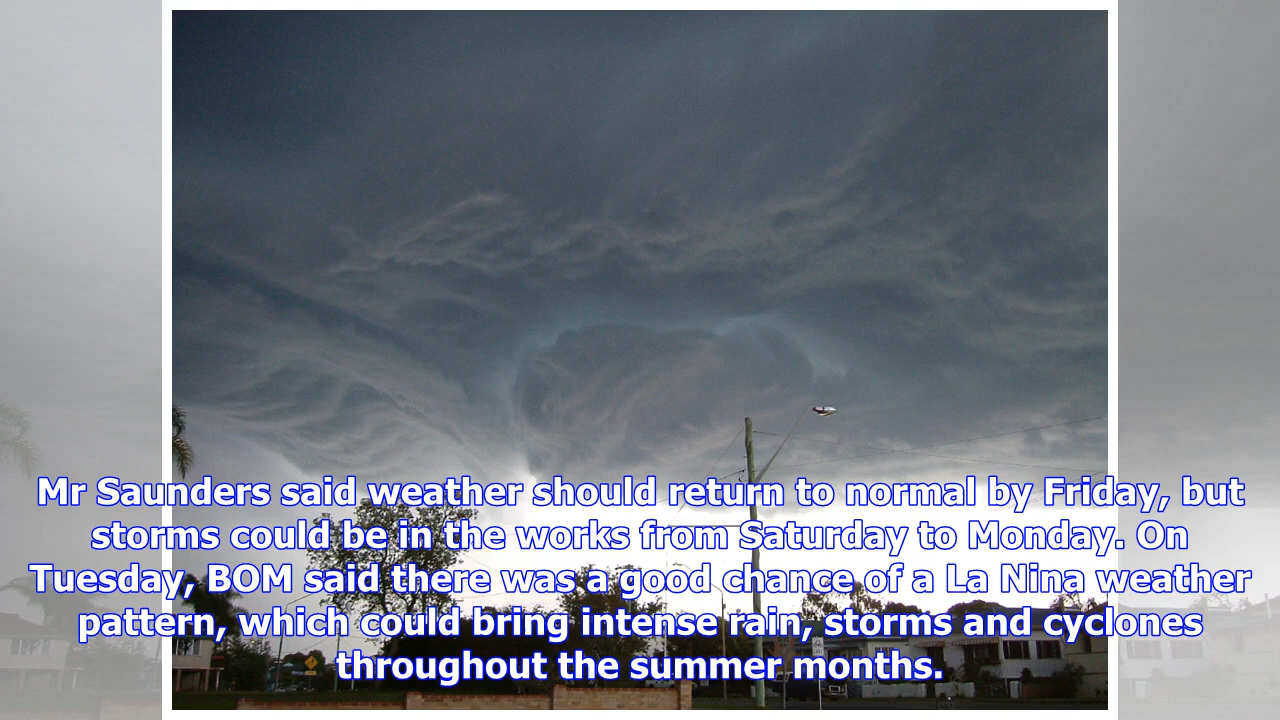 Mr Saunders said weather should return to normal by Friday, but
storms could be in the works from Saturday to Monday. On
Tuesday, BOM said there was a good chance of a La Nina weather
pattern, which could bring intense rain, storms and cyclones
throughout the summer months.